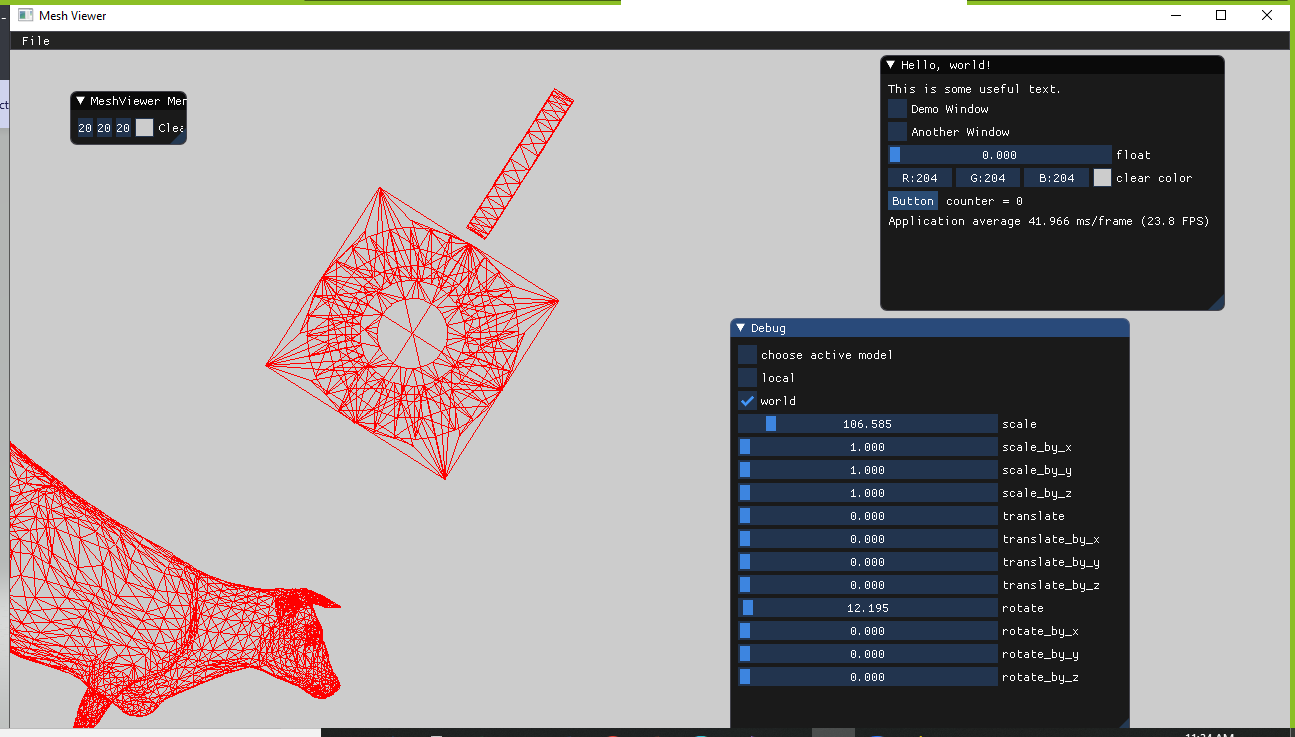 Mesh Viewer
File
MeshViewer Mer
20 20 20 Clea
Hello, world!
This is some useful text.
Demo Window
Another Window
0.000 float
R:204 G:204 B:204 clear color
Button counter = 0
Application average 41.966 ms/frame (23.8 FPS)
Debug
choose active model
local
world
106.585 scale
1.000 scale_by_x
1.000 scale_by_y
1.000 scale_by_z
0.000 translate
0.000 translate_by_x
0.000 translate_by_y
0.000 translate_by_z
12.195 rotate
0.000 rotate_by_x
0.000 rotate_by_y
0.000 rotate_by_z